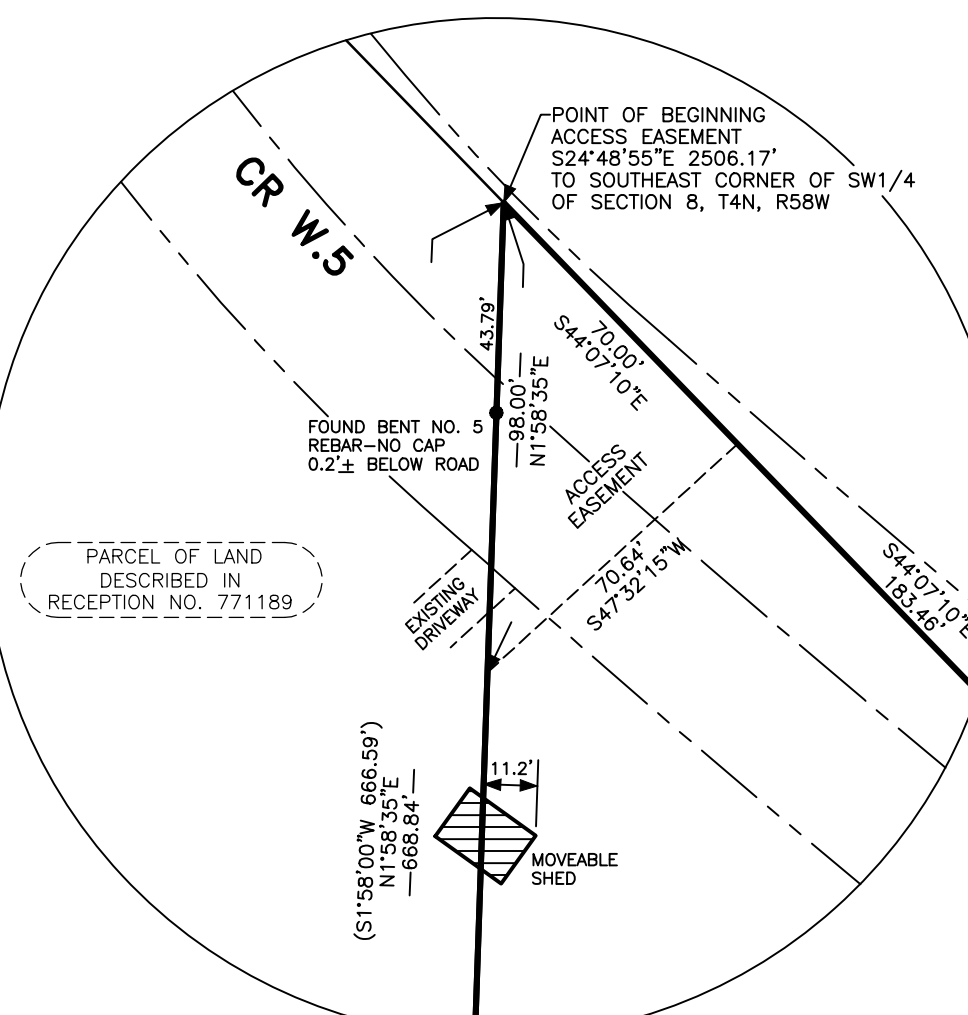 POINT OF BEGINNING
ACCESS EASEMENT
S24°48'55"E 2506.17'
TO SOUTHEAST CORNER OF SW1/4
OF SECTION 8, T4N, R58W
CR W.5
43.79'
70.00'
S44°07'10"E
98.00'
N1°58'35"E
FOUND BENT NO. 5
REBAR-NO CAP
0.2'± BELOW ROAD
ACCESS
EASEMENT
PARCEL OF LAND
DESCRIBED IN
RECEPTION NO. 771189
EXISTING
DRIVEWAY
70.64'
S47°32'15"W
S44°07'10"E
183.46'
(S1°58'00"W 666.59')
N1°58'35"E
668.84'
11.2'
MOVEABLE
SHED